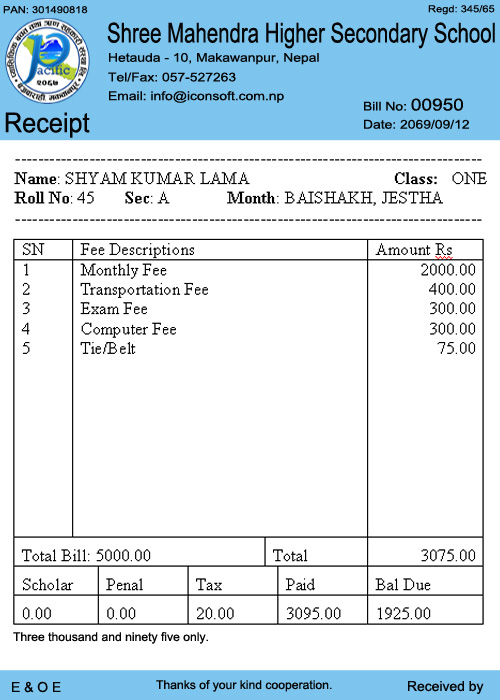 PAN: 301490818
Regd: 345/65
Shree Mahendra Higher Secondary School
Hetauda - 10, Makawanpur, Nepal
Tel/Fax: 057-527263
Email: info@iconsoft.com.np
Pacific
२०५७
Bill No: 00950
Receipt
Date: 2069/09/12
Name: SHYAM KUMAR LAMA Class: ONE
Roll No: 45 Sec: A Month: BAISHAKH, JESTHA
SN Fee Descriptions Amount Rs
1 Monthly Fee 2000.00
2 Transportation Fee 400.00
3 Exam Fee 300.00
4 Computer Fee 300.00
5 Tie/Belt 75.00
Total Bill: 5000.00 Total 3075.00
Scholar Penal Tax Paid Bal Due
0.00 0.00 20.00 3095.00 1925.00
Three thousand and ninety five only.
E & O E Thanks of your kind cooperation. Received by